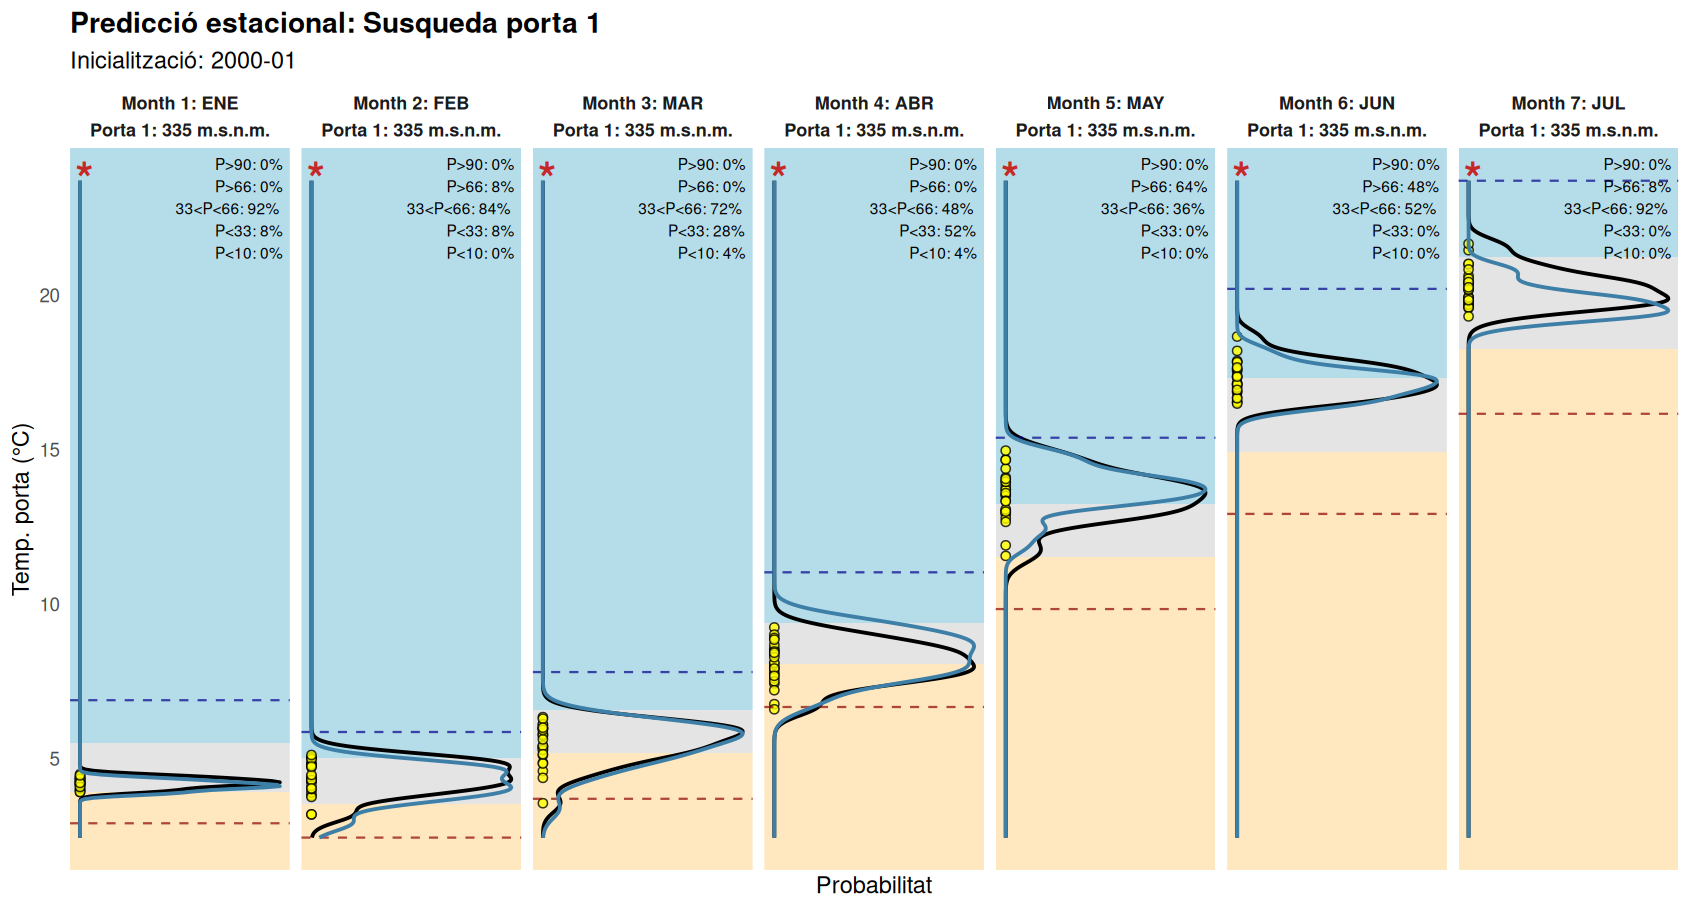 Predicció estacional: Susqueda porta 1
Inicialització: 2000-01
Month 1: ENE
Porta 1: 335 m.s.n.m.
Month 2: FEB
Porta 1: 335 m.s.n.m.
Month 3: MAR
Porta 1: 335 m.s.n.m.
Month 4: ABR
Porta 1: 335 m.s.n.m.
Month 5: MAY
Porta 1: 335 m.s.n.m.
Month 6: JUN
Porta 1: 335 m.s.n.m.
Month 7: JUL
Porta 1: 335 m.s.n.m.
*
P>90: 0%
P>66: 0%
33<P<66: 92%
P<33: 8%
P<10: 0%
*
P>90: 0%
P>66: 8%
33<P<66: 84%
P<33: 8%
P<10: 0%
*
P>90: 0%
P>66: 0%
33<P<66: 72%
P<33: 28%
P<10: 4%
*
P>90: 0%
P>66: 0%
33<P<66: 48%
P<33: 52%
P<10: 4%
*
P>90: 0%
P>66: 64%
33<P<66: 36%
P<33: 0%
P<10: 0%
*
P>90: 0%
P>66: 48%
33<P<66: 52%
P<33: 0%
P<10: 0%
*
P>90: 0%
P>66: 8%
33<P<66: 92%
P<33: 0%
P<10: 0%
20
15
10
5
Temp. porta (°C)
Probabilitat